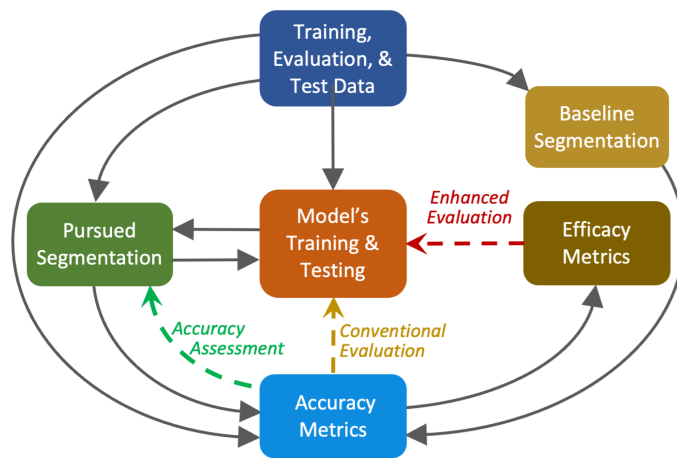 Training,
Evaluation, &
Test Data
Baseline
Segmentation
Pursued
Segmentation
Model’s
Training &
Testing
Enhanced
Evaluation
Efficacy
Metrics
Accuracy
Assessment
Conventional
Evaluation
Accuracy
Metrics